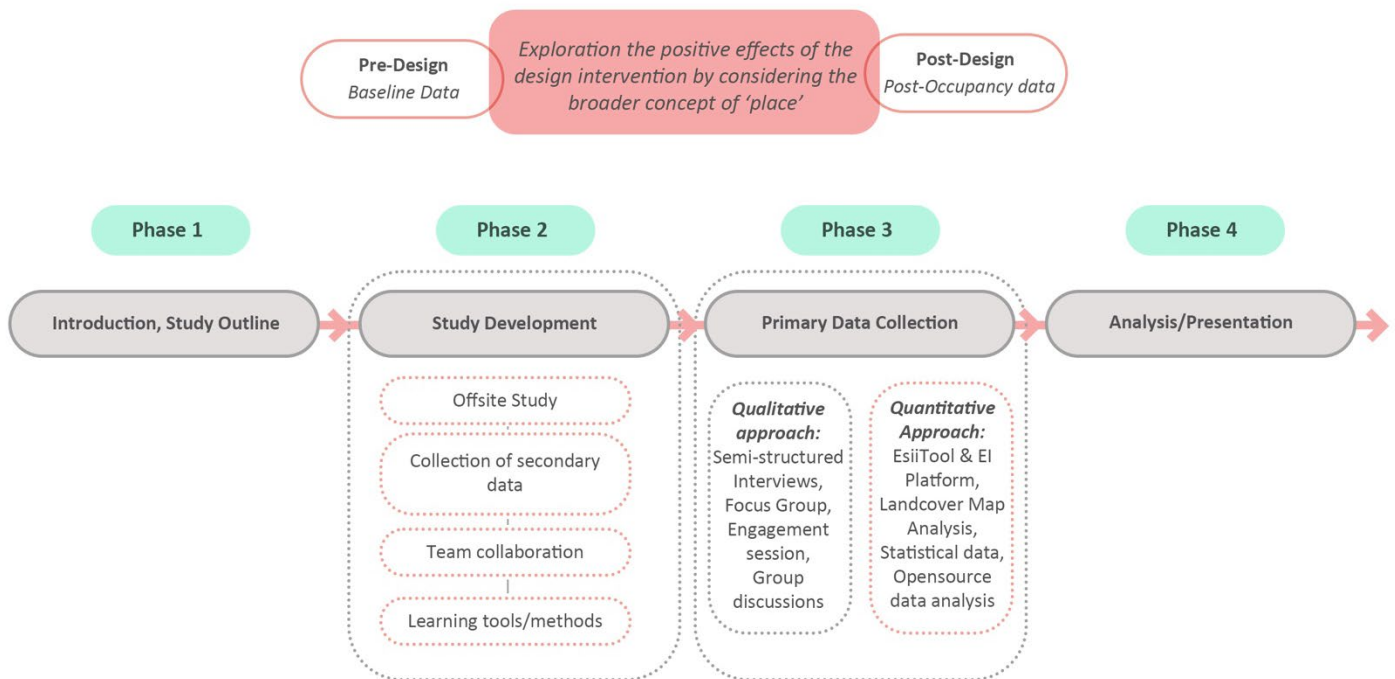 Pre-Design
Baseline Data
Exploration the positive effects of the
design intervention by considering the
broader concept of ‘place’
Post-Design
Post-Occupancy data
Phase 1
Phase 2
Phase 3
Phase 4
Introduction, Study Outline
Study Development
Primary Data Collection
Analysis/Presentation
Offsite Study
Collection of secondary
data
Team collaboration
Learning tools/methods
Qualitative
approach:
Semi-structured
Interviews,
Focus Group,
Engagement
session,
Group
discussions
Quantitative
Approach:
EsiiTool & EI
Platform,
Landcover Map
Analysis,
Statistical data,
Opensource
data analysis